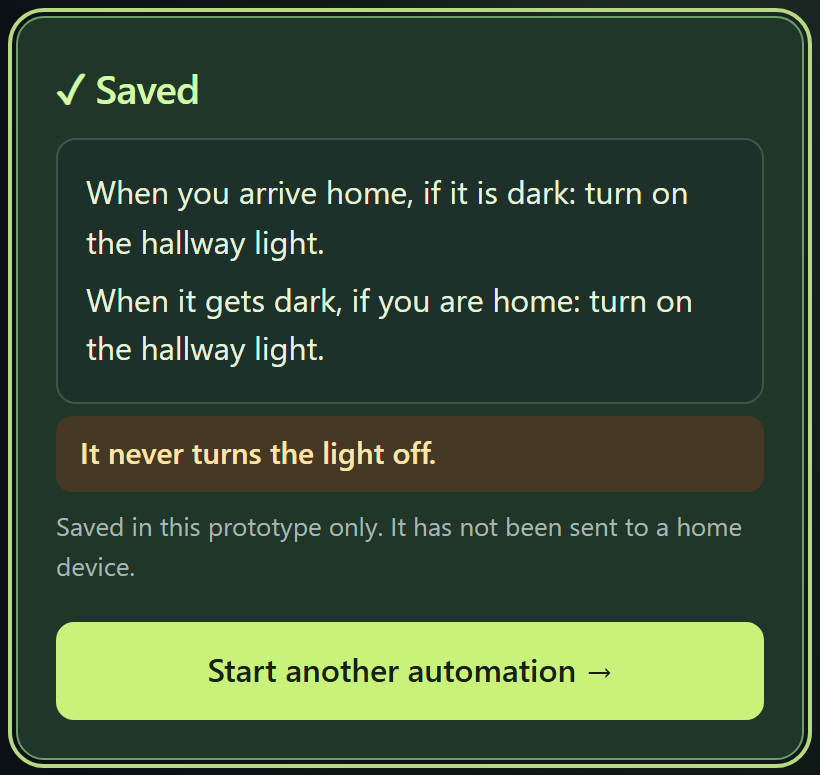 ✓ Saved
When you arrive home, if it is dark: turn on
the hallway light.
When it gets dark, if you are home: turn on
the hallway light.
It never turns the light off.
Saved in this prototype only. It has not been sent to a home
device.
Start another automation →